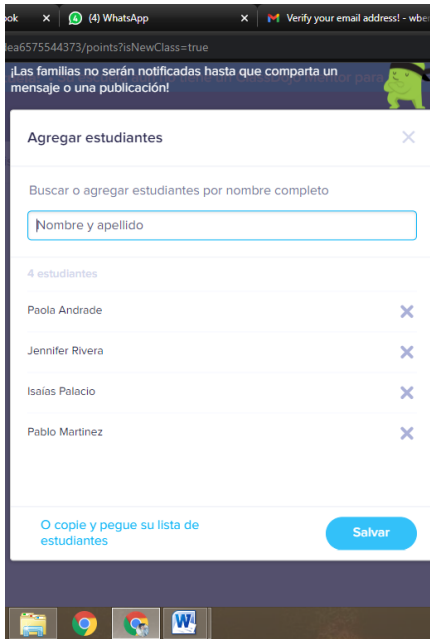 ook
(4) WhatsApp
Verify your email address! - wbe
dea6575544373/points?isNewClass=true
¡Las familias no serán notificadas hasta que comparta un
mensaje o una publicación!
Agregar estudiantes
Buscar o agregar estudiantes por nombre completo
Nombre y apellido
4 estudiantes
Paola Andrade
Jennifer Rivera
Isaías Palacio
Pablo Martinez
O copie y pegue su lista de
estudiantes
Salvar